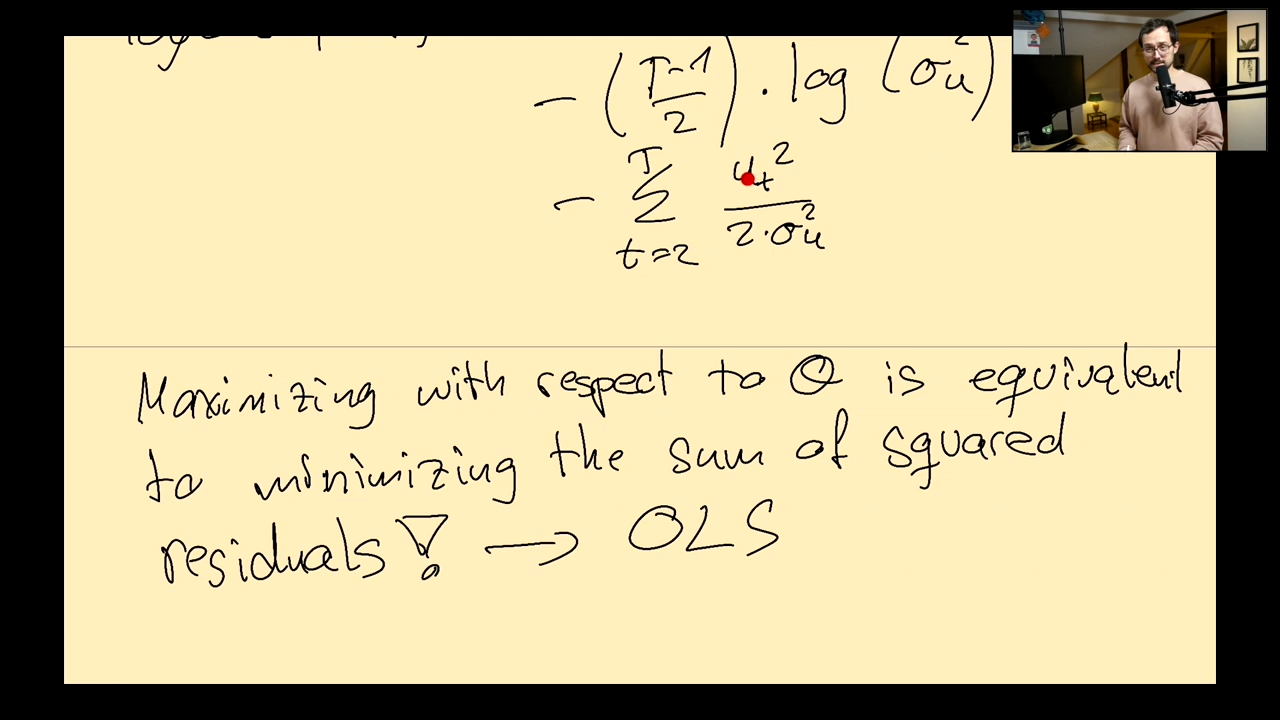 - (T-1/2) · log (σu²)
- Σ T t=2 ut²/2·σu²
Maximizing with respect to Θ is equivalent
to minimizing the sum of squared
residuals! → OLS